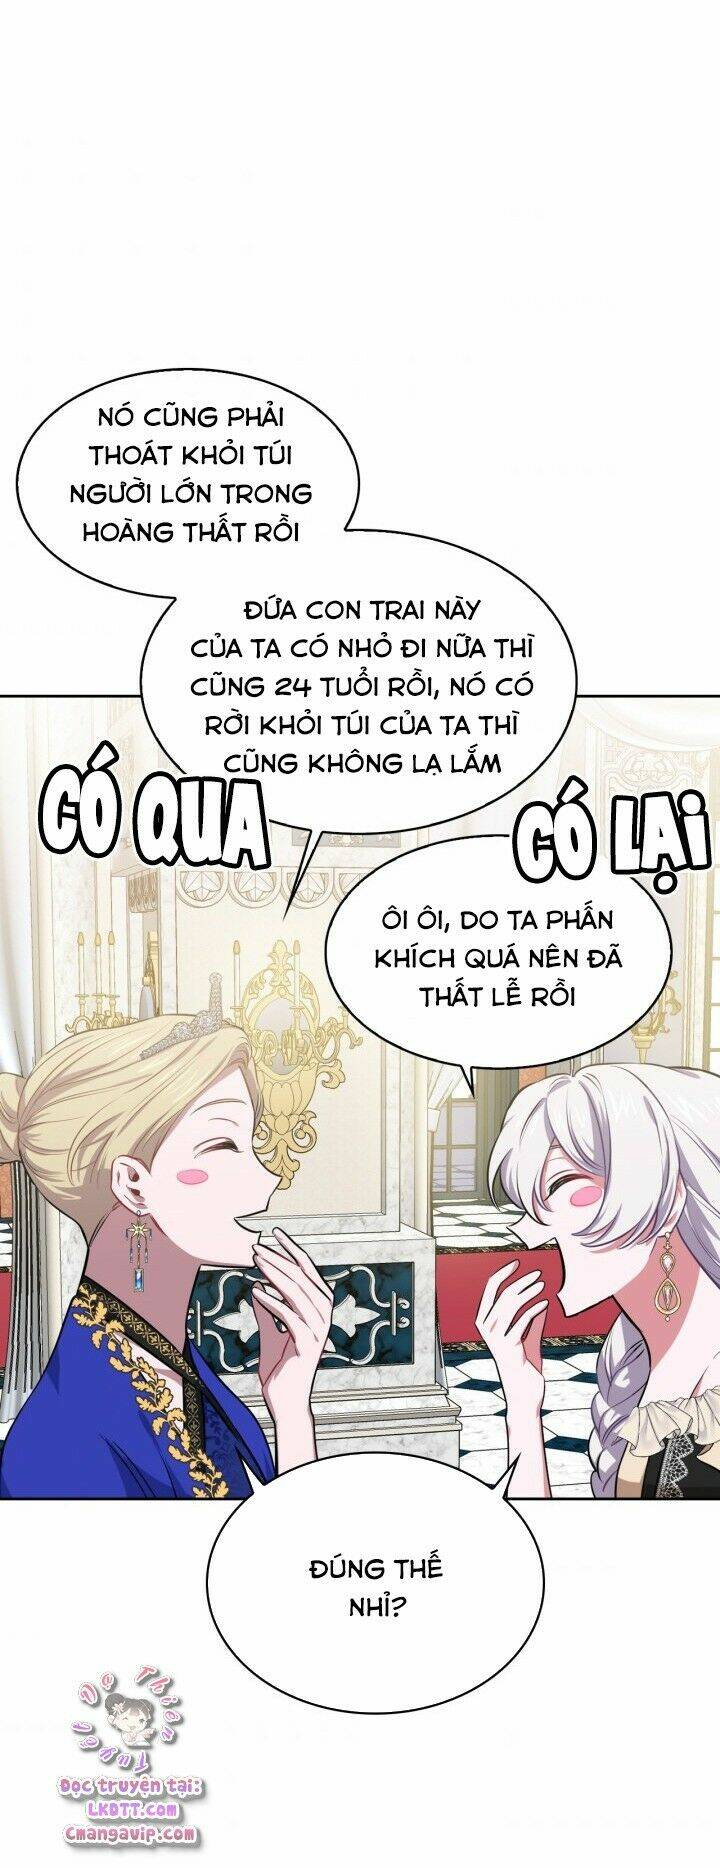 NÓ CŨNG PHẢI
THOÁT KHỎI TÚI
NGƯỜI LỚN TRONG
HOÀNG THẤT RỒI
ĐỨA CON TRAI NÀY
CỦA TA CÓ NHỎ ĐI NỮA THÌ
CŨNG 24 TUỔI RỒI, NÓ CÓ
RỜI KHỎI TÚI CỦA TA THÌ
CŨNG KHÔNG LẠ LẮM
CÓ QUA
CÓ LẠI
ÔI ÔI, DO TA PHẤN
KHÍCH QUÁ NÊN ĐÃ
THẤT LỄ RỒI
ĐÚNG THẾ
NHỈ?
Tuyết Dạ Thiên
Đọc truyện tại:
LKDTT.com
Cmangavip.com